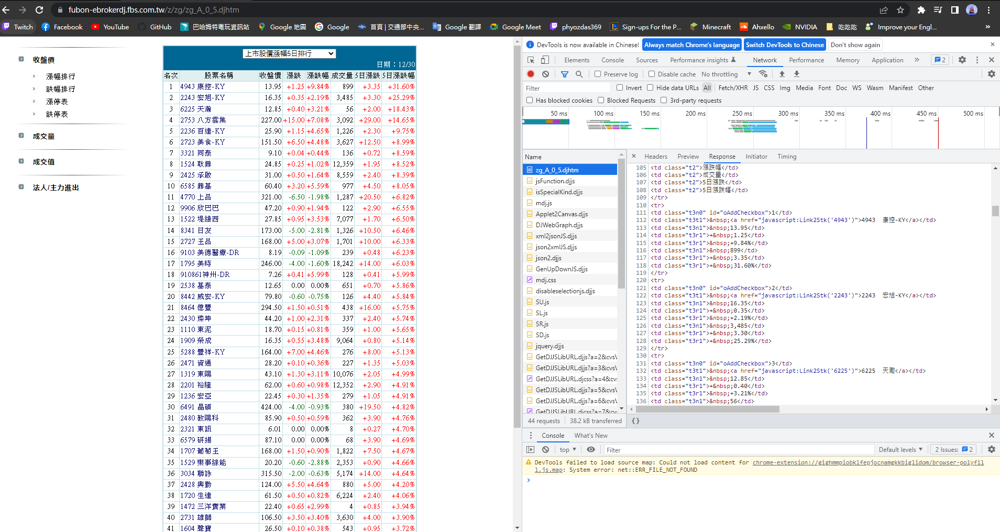 fubon-ebrokerdj.fbs.com.tw/z/zg/zg_A_0_5.djhtm
Twitch Facebook YouTube GitHub 巴哈姆特電玩資訊站 Google 地圖 Google 首頁 | 交通部中央... Google 翻譯 Google Meet phyozdas369 Sign-ups For the P... Minecraft Ahxello NVIDIA 吃吃吃 Improve your Engl... »
收盤價
漲幅排行
跌幅排行
漲停表
跌停表
成交量
成交值
法人/主力進出
上市股價漲幅5日排行
日期：12/30
名次 股票名稱 收盤價 漲跌 漲跌幅 成交量 5日漲跌 5日漲跌幅
1 4943 康控-KY 13.95 +1.25 +9.84% 899 +3.35 +31.60%
2 2243 宏旭-KY 16.35 +0.35 +2.19% 3,485 +3.30 +25.29%
3 6225 天瀚 12.85 +0.40 +3.21% 56 +2.00 +18.43%
4 2753 八方雲集 227.00 +15.00 +7.08% 3,092 +29.00 +14.65%
5 2236 百達-KY 25.90 +1.15 +4.65% 1,226 +2.30 +9.75%
6 2723 美食-KY 151.50 +6.50 +4.48% 3,627 +12.50 +8.99%
7 3321 同泰 9.10 +0.04 +0.44% 136 +0.72 +8.59%
8 1524 耿鼎 24.85 +0.25 +1.02% 12,359 +1.95 +8.52%
9 2425 承啟 31.00 +0.50 +1.64% 8,559 +2.40 +8.39%
10 6585 鼎基 60.40 +3.20 +5.59% 977 +4.50 +8.05%
11 4770 上品 321.00 -6.50 -1.98% 1,287 +20.50 +6.82%
12 9906 欣巴巴 47.20 +0.90 +1.94% 122 +2.90 +6.55%
13 1522 堤維西 27.85 +0.95 +3.53% 7,077 +1.70 +6.50%
14 8341 日友 173.00 -5.00 -2.81% 1,326 +10.50 +6.46%
15 2727 王品 168.00 +5.00 +3.07% 1,701 +10.00 +6.33%
16 9103 美德醫療-DR 8.19 -0.09 -1.09% 239 +0.48 +6.23%
17 1795 美時 246.00 -4.00 -1.60% 18,242 +14.00 +6.03%
18 910861神州-DR 7.26 +0.41 +5.99% 128 +0.41 +5.99%
19 2538 基泰 12.65 0.00 0.00% 651 +0.70 +5.86%
20 8442 威宏-KY 79.80 -0.60 -0.75% 126 +4.40 +5.84%
21 8464 億豐 294.50 +1.50 +0.51% 438 +16.00 +5.75%
22 2430 燦坤 44.20 +1.00 +2.31% 337 +2.40 +5.74%
23 1110 東泥 18.70 +0.15 +0.81% 359 +1.00 +5.65%
24 1909 榮成 16.35 +0.55 +3.48% 9,064 +0.80 +5.14%
25 5288 豐祥-KY 164.00 +7.00 +4.46% 276 +8.00 +5.13%
26 2471 資通 28.20 +0.10 +0.36% 227 +1.35 +5.03%
27 1319 東陽 43.10 +1.30 +3.11% 10,076 +2.05 +4.99%
28 2201 裕隆 62.00 +0.60 +0.98% 12,352 +2.90 +4.91%
29 1236 宏亞 22.45 +0.30 +1.35% 279 +1.05 +4.91%
30 6491 晶碩 424.00 -4.00 -0.93% 380 +19.50 +4.82%
31 2480 敦陽科 85.90 +0.50 +0.59% 362 +3.90 +4.76%
32 2321 東訊 6.01 0.00 0.00% 8 +0.27 +4.70%
33 6579 研揚 87.10 0.00 0.00% 68 +3.90 +4.69%
34 1707 葡萄王 168.00 +1.50 +0.90% 1,822 +7.50 +4.67%
35 1529 樂事綠能 20.20 -0.60 -2.88% 2,353 +0.90 +4.66%
36 3034 聯詠 315.50 -2.00 -0.63% 5,174 +14.00 +4.64%
37 2428 興勤 124.00 +5.50 +4.64% 880 +5.00 +4.20%
38 1720 生達 61.50 +0.50 +0.82% 6,224 +2.40 +4.06%
39 1472 三洋實業 22.40 +0.65 +2.99% 4 +0.85 +3.94%
40 2731 雄獅 106.50 +3.50 +3.40% 3,630 +4.00 +3.90%
41 1604 聲寶 26.50 +0.10 +0.38% 543 +0.95 +3.72%
DevTools is now available in Chinese! Always match Chrome's language Switch DevTools to Chinese Don't show again
Elements Console Sources Performance insights Network Performance Memory Application » 2
Preserve log Disable cache No throttling
Filter Invert Hide data URLs All Fetch/XHR JS CSS Img Media Font Doc WS Wasm Manifest Other
Has blocked cookies Blocked Requests 3rd-party requests
50 ms 100 ms 150 ms 200 ms 250 ms 300 ms 350 ms 400 ms 450 ms 500 ms
Name
zg_A_0_5.djhtm
jsFunction.djjs
isSpecialKind.djjs
mdj.js
Applet2Canvas.djjs
DJWebGraph.djjs
xml2jsonJS.djjs
json2xmlJS.djjs
json2.djjs
GenUpDownJS.djjs
mdj.css
disableselectionjs.djjs
SU.js
SL.js
SR.js
SD.js
jquery.djjs
GetDJJSLibURL.djjs?a=2&cvs\
GetDJJSLibURL.djjs?a=3&cvs\
GetDJJSLibURL.djcss?a=4&cv:
GetDJJSLibURL.djjs?a=5&cvs\
GetDJJSLibURL.djjs?a=6&cvs\
GetDJJSLibURL.djcss?a=7&cv:
44 requests 38.2 kB transferred
Headers Preview Response Initiator Timing
105 <td class="t2">漲跌幅</td>
106 <td class="t2">成交量</td>
107 <td class="t2">5日漲跌</td>
108 <td class="t2">5日漲跌幅</td>
109 </tr>
110 <tr>
111 <td class="t3n0" id="oAddCheckbox">1</td>
112 <td class="t3t1">&nbsp;<a href="javascript:Link2Stk('4943')">4943 康控-KY</a></td>
113 <td class="t3n1">&nbsp;13.95</td>
114 <td class="t3r1">+&nbsp;1.25</td>
115 <td class="t3r1">&nbsp;+9.84%</td>
116 <td class="t3n1">&nbsp;899</td>
117 <td class="t3r1">+&nbsp;3.35</td>
118 <td class="t3r1">+&nbsp;31.60%</td>
119 </tr>
120 <tr>
121 <td class="t3n0" id="oAddCheckbox">2</td>
122 <td class="t3t1">&nbsp;<a href="javascript:Link2Stk('2243')">2243 宏旭-KY</a></td>
123 <td class="t3n1">&nbsp;16.35</td>
124 <td class="t3r1">+&nbsp;0.35</td>
125 <td class="t3r1">&nbsp;+2.19%</td>
126 <td class="t3n1">&nbsp;3,485</td>
127 <td class="t3r1">+&nbsp;3.30</td>
128 <td class="t3r1">+&nbsp;25.29%</td>
129 </tr>
130 <tr>
131 <td class="t3n0" id="oAddCheckbox">3</td>
132 <td class="t3t1">&nbsp;<a href="javascript:Link2Stk('6225')">6225 天瀚</a></td>
133 <td class="t3n1">&nbsp;12.85</td>
134 <td class="t3r1">+&nbsp;0.40</td>
135 <td class="t3r1">&nbsp;+3.21%</td>
136 <td class="t3n1">&nbsp;56</td>
{}
Console What's New
top Filter Default levels 2 Issues: 2
DevTools failed to load source map: Could not load content for chrome-extension://gighmmpiobklfepjocnamgkkbiglidom/browser-polyfil
l.js.map: System error: net::ERR_FILE_NOT_FOUND